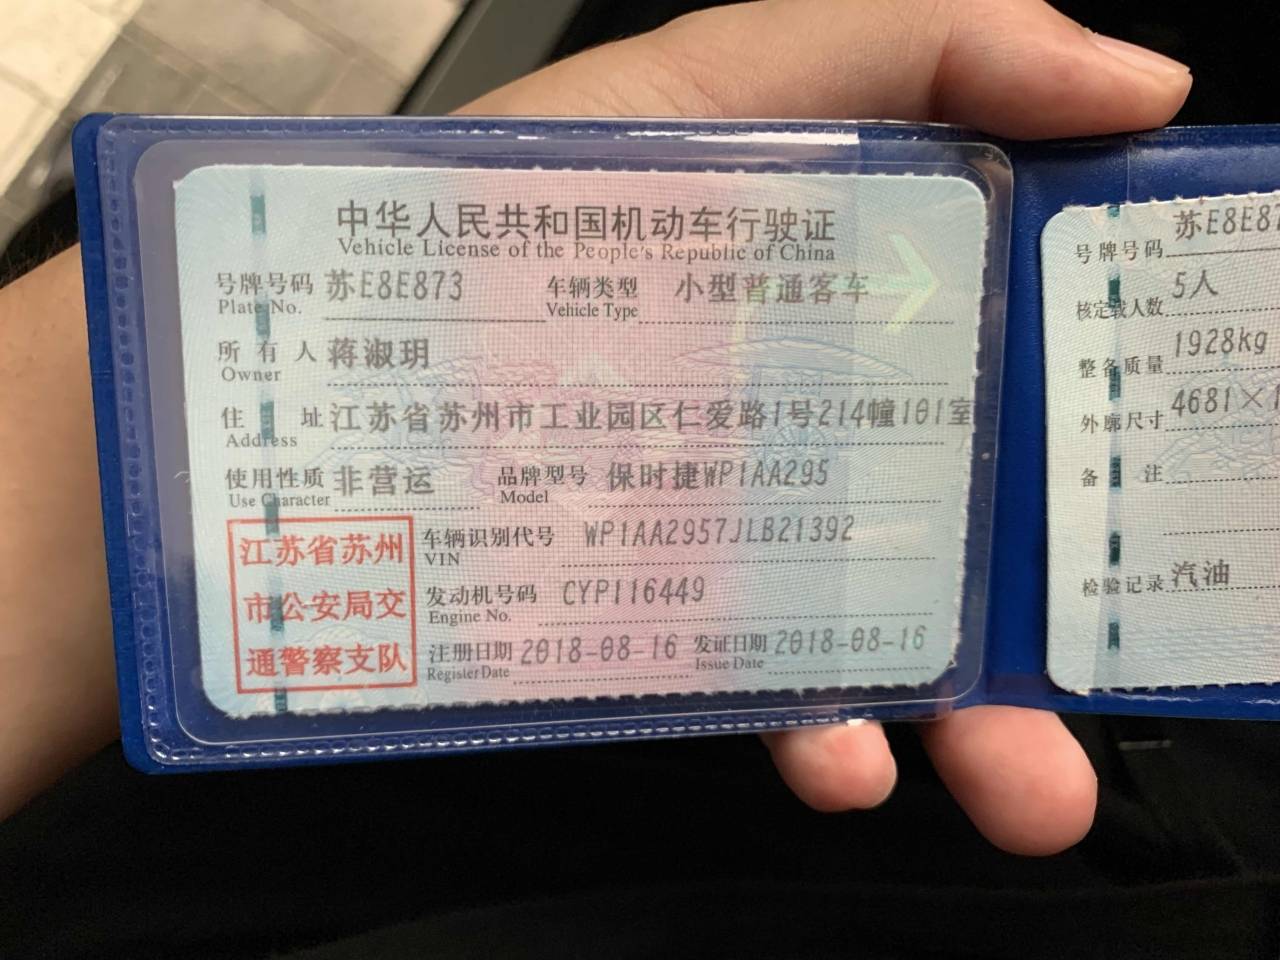 中华人民共和国机动车行驶证
Vehicle License of the People's Republic of China
号牌号码 苏E8E873 车辆类型 小型普通客车
Plate No. Vehicle Type
所有人 蒋淑玥
Owner
住址 江苏省苏州市工业园区仁爱路1号214幢101室
Address
使用性质 非营运 品牌型号 保时捷WP1AA295
Use Character Model
车辆识别代号 WP1AA2957JLB21392
VIN
发动机号码 CYP116449
Engine No.
注册日期 2018-08-16 发证日期 2018-08-16
Register Date Issue Date
江苏省苏州
市公安局交
通警察支队
号牌号码 苏E8E87
核定载人数 5人
整备质量 1928kg
外廓尺寸 4681×1
备注
检验记录 汽油